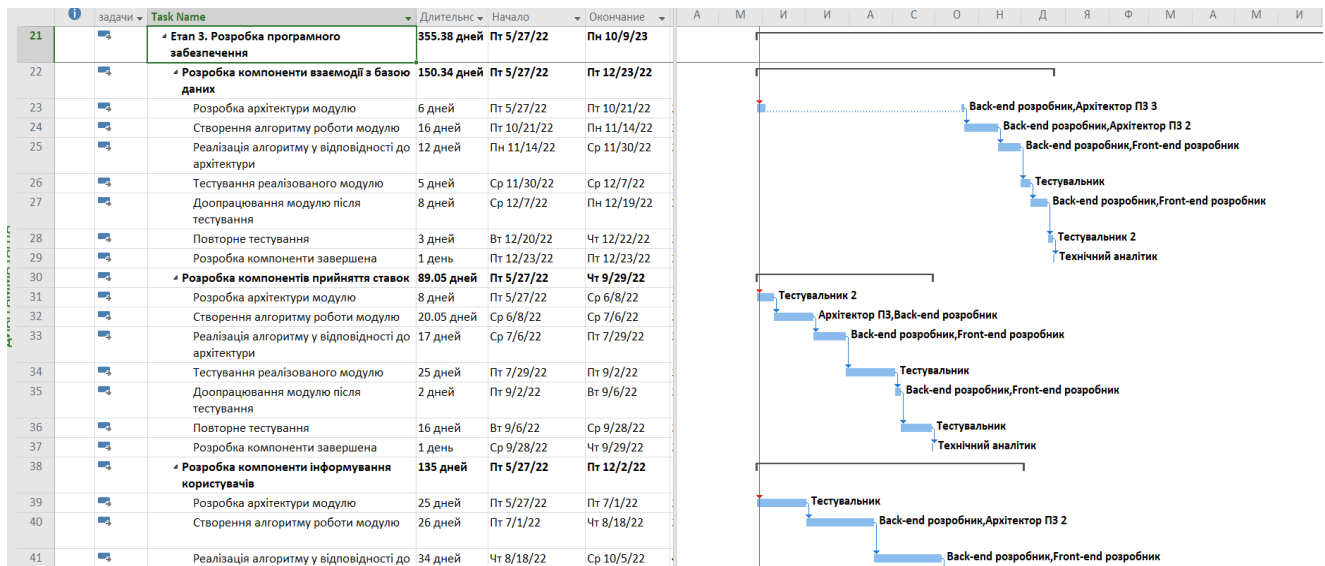 задачи Task Name Длительнс Начало Окончание А М И И А С О Н Д Я Ф М А М И
21 Етап 3. Розробка програмного забезпечення 355.38 дней Пт 5/27/22 Пн 10/9/23
22 Розробка компоненти взаємодії з базою даних 150.34 дней Пт 5/27/22 Пт 12/23/22
23 Розробка архітектури модулю 6 дней Пт 5/27/22 Пт 10/21/22 Back-end розробник,Архітектор ПЗ 3
24 Створення алгоритму роботи модулю 16 дней Пт 10/21/22 Пн 11/14/22 Back-end розробник,Архітектор ПЗ 2
25 Реалізація алгоритму у відповідності до архітектури 12 дней Пн 11/14/22 Ср 11/30/22 Back-end розробник,Front-end розробник
26 Тестування реалізованого модулю 5 дней Ср 11/30/22 Ср 12/7/22 Тестувальник
27 Доопрацювання модулю після тестування 8 дней Ср 12/7/22 Пн 12/19/22 Back-end розробник,Front-end розробник
28 Повторне тестування 3 дней Вт 12/20/22 Чт 12/22/22 Тестувальник 2
29 Розробка компоненти завершена 1 день Пт 12/23/22 Пт 12/23/22 Технічний аналітик
30 Розробка компонентів прийняття ставок 89.05 дней Пт 5/27/22 Чт 9/29/22
31 Розробка архітектури модулю 8 дней Пт 5/27/22 Ср 6/8/22 Тестувальник 2
32 Створення алгоритму роботи модулю 20.05 дней Ср 6/8/22 Ср 7/6/22 Архітектор ПЗ,Back-end розробник
33 Реалізація алгоритму у відповідності до архітектури 17 дней Ср 7/6/22 Пт 7/29/22 Back-end розробник,Front-end розробник
34 Тестування реалізованого модулю 25 дней Пт 7/29/22 Пт 9/2/22 Тестувальник
35 Доопрацювання модулю після тестування 2 дней Пт 9/2/22 Вт 9/6/22 Back-end розробник,Front-end розробник
36 Повторне тестування 16 дней Вт 9/6/22 Ср 9/28/22 Тестувальник
37 Розробка компоненти завершена 1 день Ср 9/28/22 Чт 9/29/22 Технічний аналітик
38 Розробка компоненти інформування користувачів 135 дней Пт 5/27/22 Пт 12/2/22
39 Розробка архітектури модулю 25 дней Пт 5/27/22 Пт 7/1/22 Тестувальник
40 Створення алгоритму роботи модулю 26 дней Пт 7/1/22 Чт 8/18/22 Back-end розробник,Архітектор ПЗ 2
41 Реалізація алгоритму у відповідності до 34 дней Чт 8/18/22 Ср 10/5/22 Back-end розробник,Front-end розробник